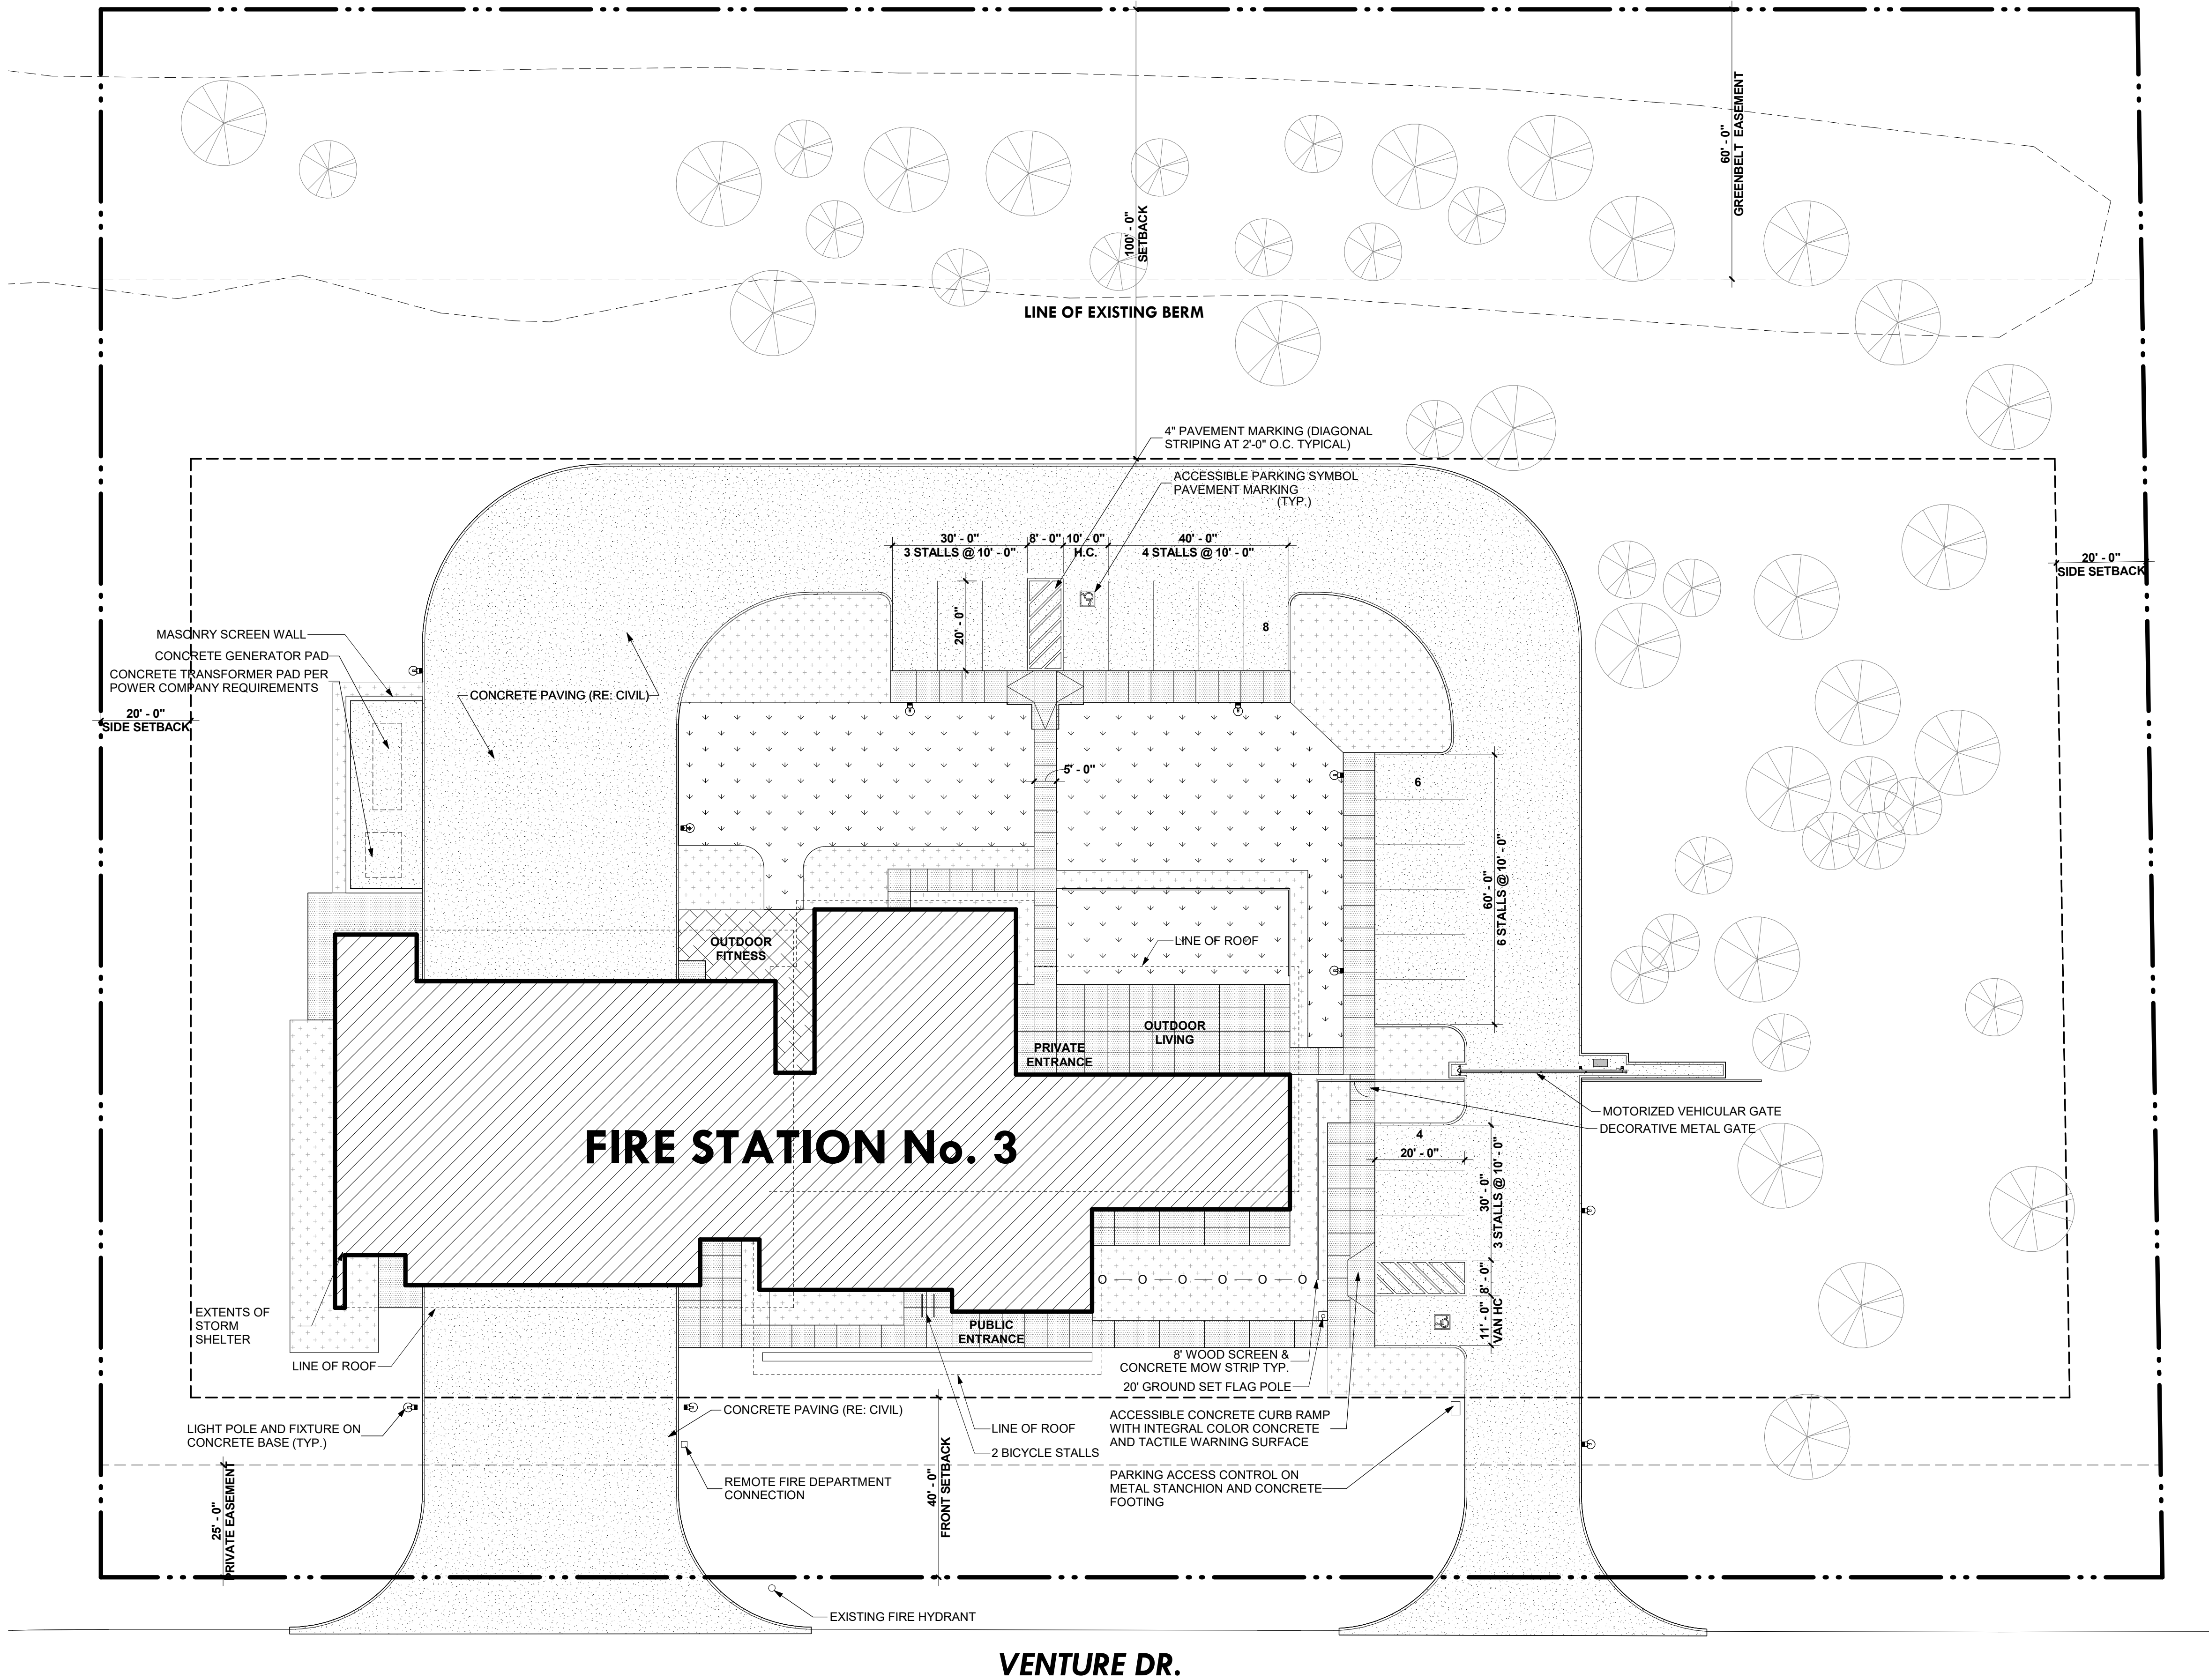 60' - 0"
GREENBELT EASEMENT
100' - 0"
SETBACK
LINE OF EXISTING BERM
4" PAVEMENT MARKING (DIAGONAL
STRIPING AT 2'-0" O.C. TYPICAL)
ACCESSIBLE PARKING SYMBOL
PAVEMENT MARKING
(TYP.)
30' - 0"
3 STALLS @ 10' - 0"
8' - 0"
10' - 0"
H.C.
40' - 0"
4 STALLS @ 10' - 0"
20' - 0"
SIDE SETBACK
20' - 0"
8
MASONRY SCREEN WALL
CONCRETE GENERATOR PAD
CONCRETE TRANSFORMER PAD PER
POWER COMPANY REQUIREMENTS
CONCRETE PAVING (RE: CIVIL)
20' - 0"
SIDE SETBACK
5' - 0"
6
60' - 0"
6 STALLS @ 10' - 0"
OUTDOOR
FITNESS
LINE OF ROOF
OUTDOOR
LIVING
PRIVATE
ENTRANCE
MOTORIZED VEHICULAR GATE
DECORATIVE METAL GATE
FIRE STATION No. 3
4
20' - 0"
30' - 0"
3 STALLS @ 10' - 0"
8' - 0"
11' - 0"
VAN HC
EXTENTS OF
STORM
SHELTER
LINE OF ROOF
PUBLIC
ENTRANCE
8' WOOD SCREEN &
CONCRETE MOW STRIP TYP.
20' GROUND SET FLAG POLE
LIGHT POLE AND FIXTURE ON
CONCRETE BASE (TYP.)
CONCRETE PAVING (RE: CIVIL)
LINE OF ROOF
2 BICYCLE STALLS
ACCESSIBLE CONCRETE CURB RAMP
WITH INTEGRAL COLOR CONCRETE
AND TACTILE WARNING SURFACE
REMOTE FIRE DEPARTMENT
CONNECTION
40' - 0"
FRONT SETBACK
PARKING ACCESS CONTROL ON
METAL STANCHION AND CONCRETE
FOOTING
25' - 0"
PRIVATE EASEMENT
EXISTING FIRE HYDRANT
VENTURE DR.